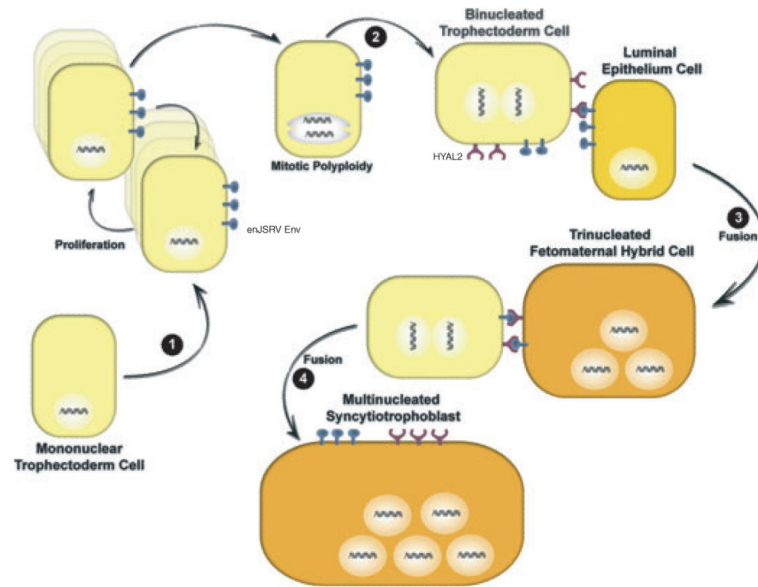 2
Binucleated
Trophectoderm Cell
Luminal
Epithelium Cell
Mitotic Polyploidy
HYAL2
Proliferation
enJSRV Env
3
Fusion
Trinucleated
Fetomaternal Hybrid Cell
1
Fusion
4
Multinucleated
Syncytiotrophoblast
Mononuclear
Trophectoderm Cell